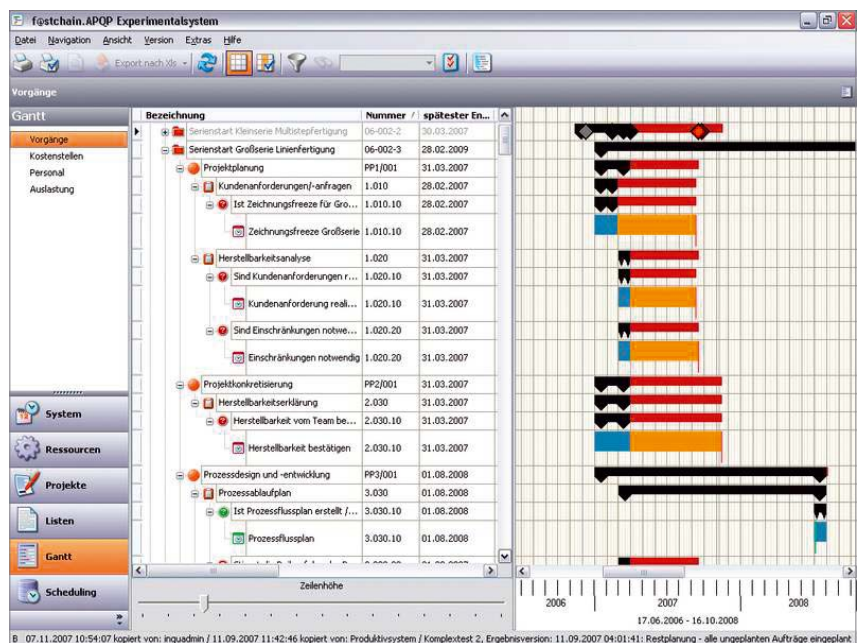 f@stchain.APQP Experimentalsystem
Datei Navigation Ansicht Version Extras Hilfe
Export nach Xls
Vorgänge
Gantt
Vorgänge
Kostenstellen
Personal
Auslastung
System
Ressourcen
Projekte
Listen
Gantt
Scheduling
Bezeichnung Nummer / spätester En...
Serienstart Kleinserie Multistepfertigung 06-002-2 30.03.2007
Serienstart Großserie Linienfertigung 06-002-3 28.02.2009
Projektplanung PP1/001 31.03.2007
Kundenanforderungen/-anfragen 1.010 28.02.2007
Ist Zeichnungsfreeze für Gro... 1.010.10 28.02.2007
Zeichnungsfreeze Großserie 1.010.10 28.02.2007
Herstellbarkeitsanalyse 1.020 31.03.2007
Sind Kundenanforderungen r... 1.020.10 31.03.2007
Kundenanforderung reali... 1.020.10 31.03.2007
Sind Einschränkungen notwe... 1.020.20 31.03.2007
Einschränkungen notwendig 1.020.20 31.03.2007
Projektkonkretisierung PP2/001 31.03.2007
Herstellbarkeitserklärung 2.030 31.03.2007
Herstellbarkeit vom Team be... 2.030.10 31.03.2007
Herstellbarkeit bestätigen 2.030.10 31.03.2007
Prozessdesign und -entwicklung PP3/001 01.08.2008
Prozessablaufplan 3.030 01.08.2008
Ist Prozessflussplan erstellt /... 3.030.10 01.08.2008
Prozessflussplan 3.030.10 01.08.2008
Zeilenhöhe
2006 2007 2008
17.06.2006 - 16.10.2008
B 07.11.2007 10:54:07 kopiert von: inquadmin / 11.09.2007 11:42:46 kopiert von: Produktivsystem / Komplextest 2, Ergebnisversion: 11.09.2007 04:01:41: Restplanung - alle ungeplanten Aufträge eingeplant